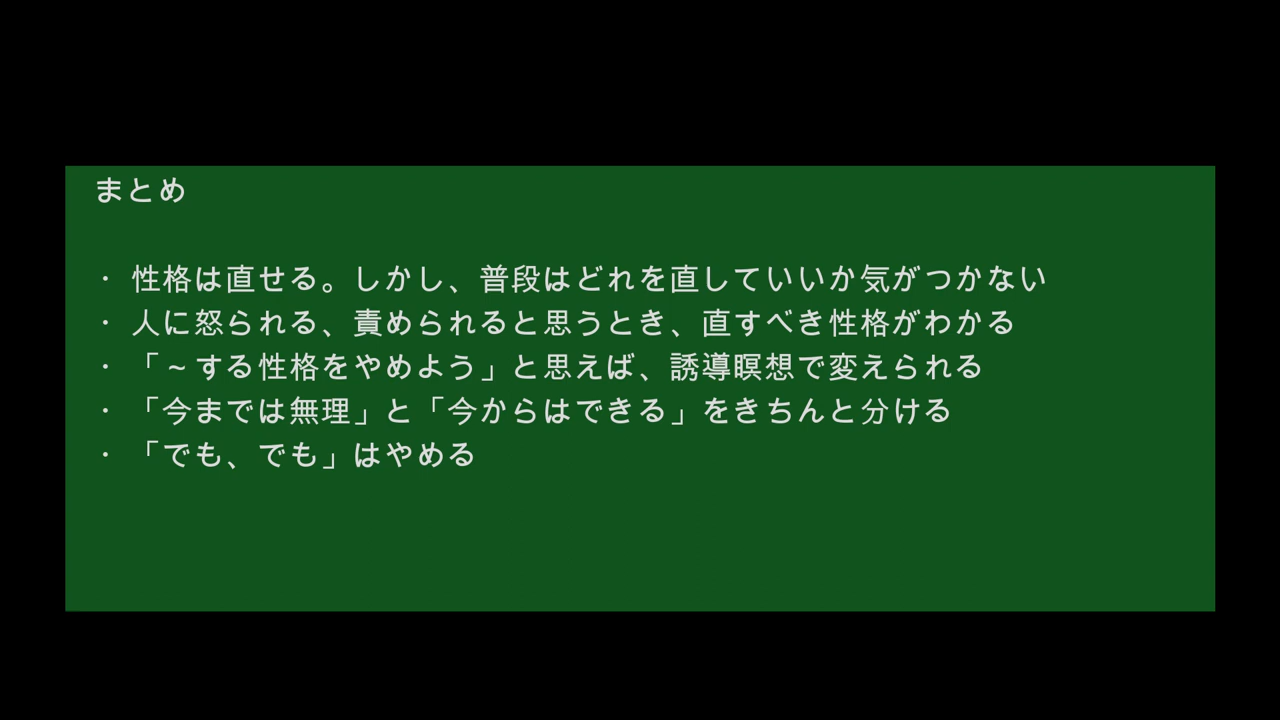 まとめ
・ 性格は直せる。しかし、普段はどれを直していいか気がつかない
・ 人に怒られる、責められると思うとき、直すべき性格がわかる
・ 「~する性格をやめよう」と思えば、誘導瞑想で変えられる
・ 「今までは無理」と「今からはできる」をきちんと分ける
・ 「でも、でも」はやめる